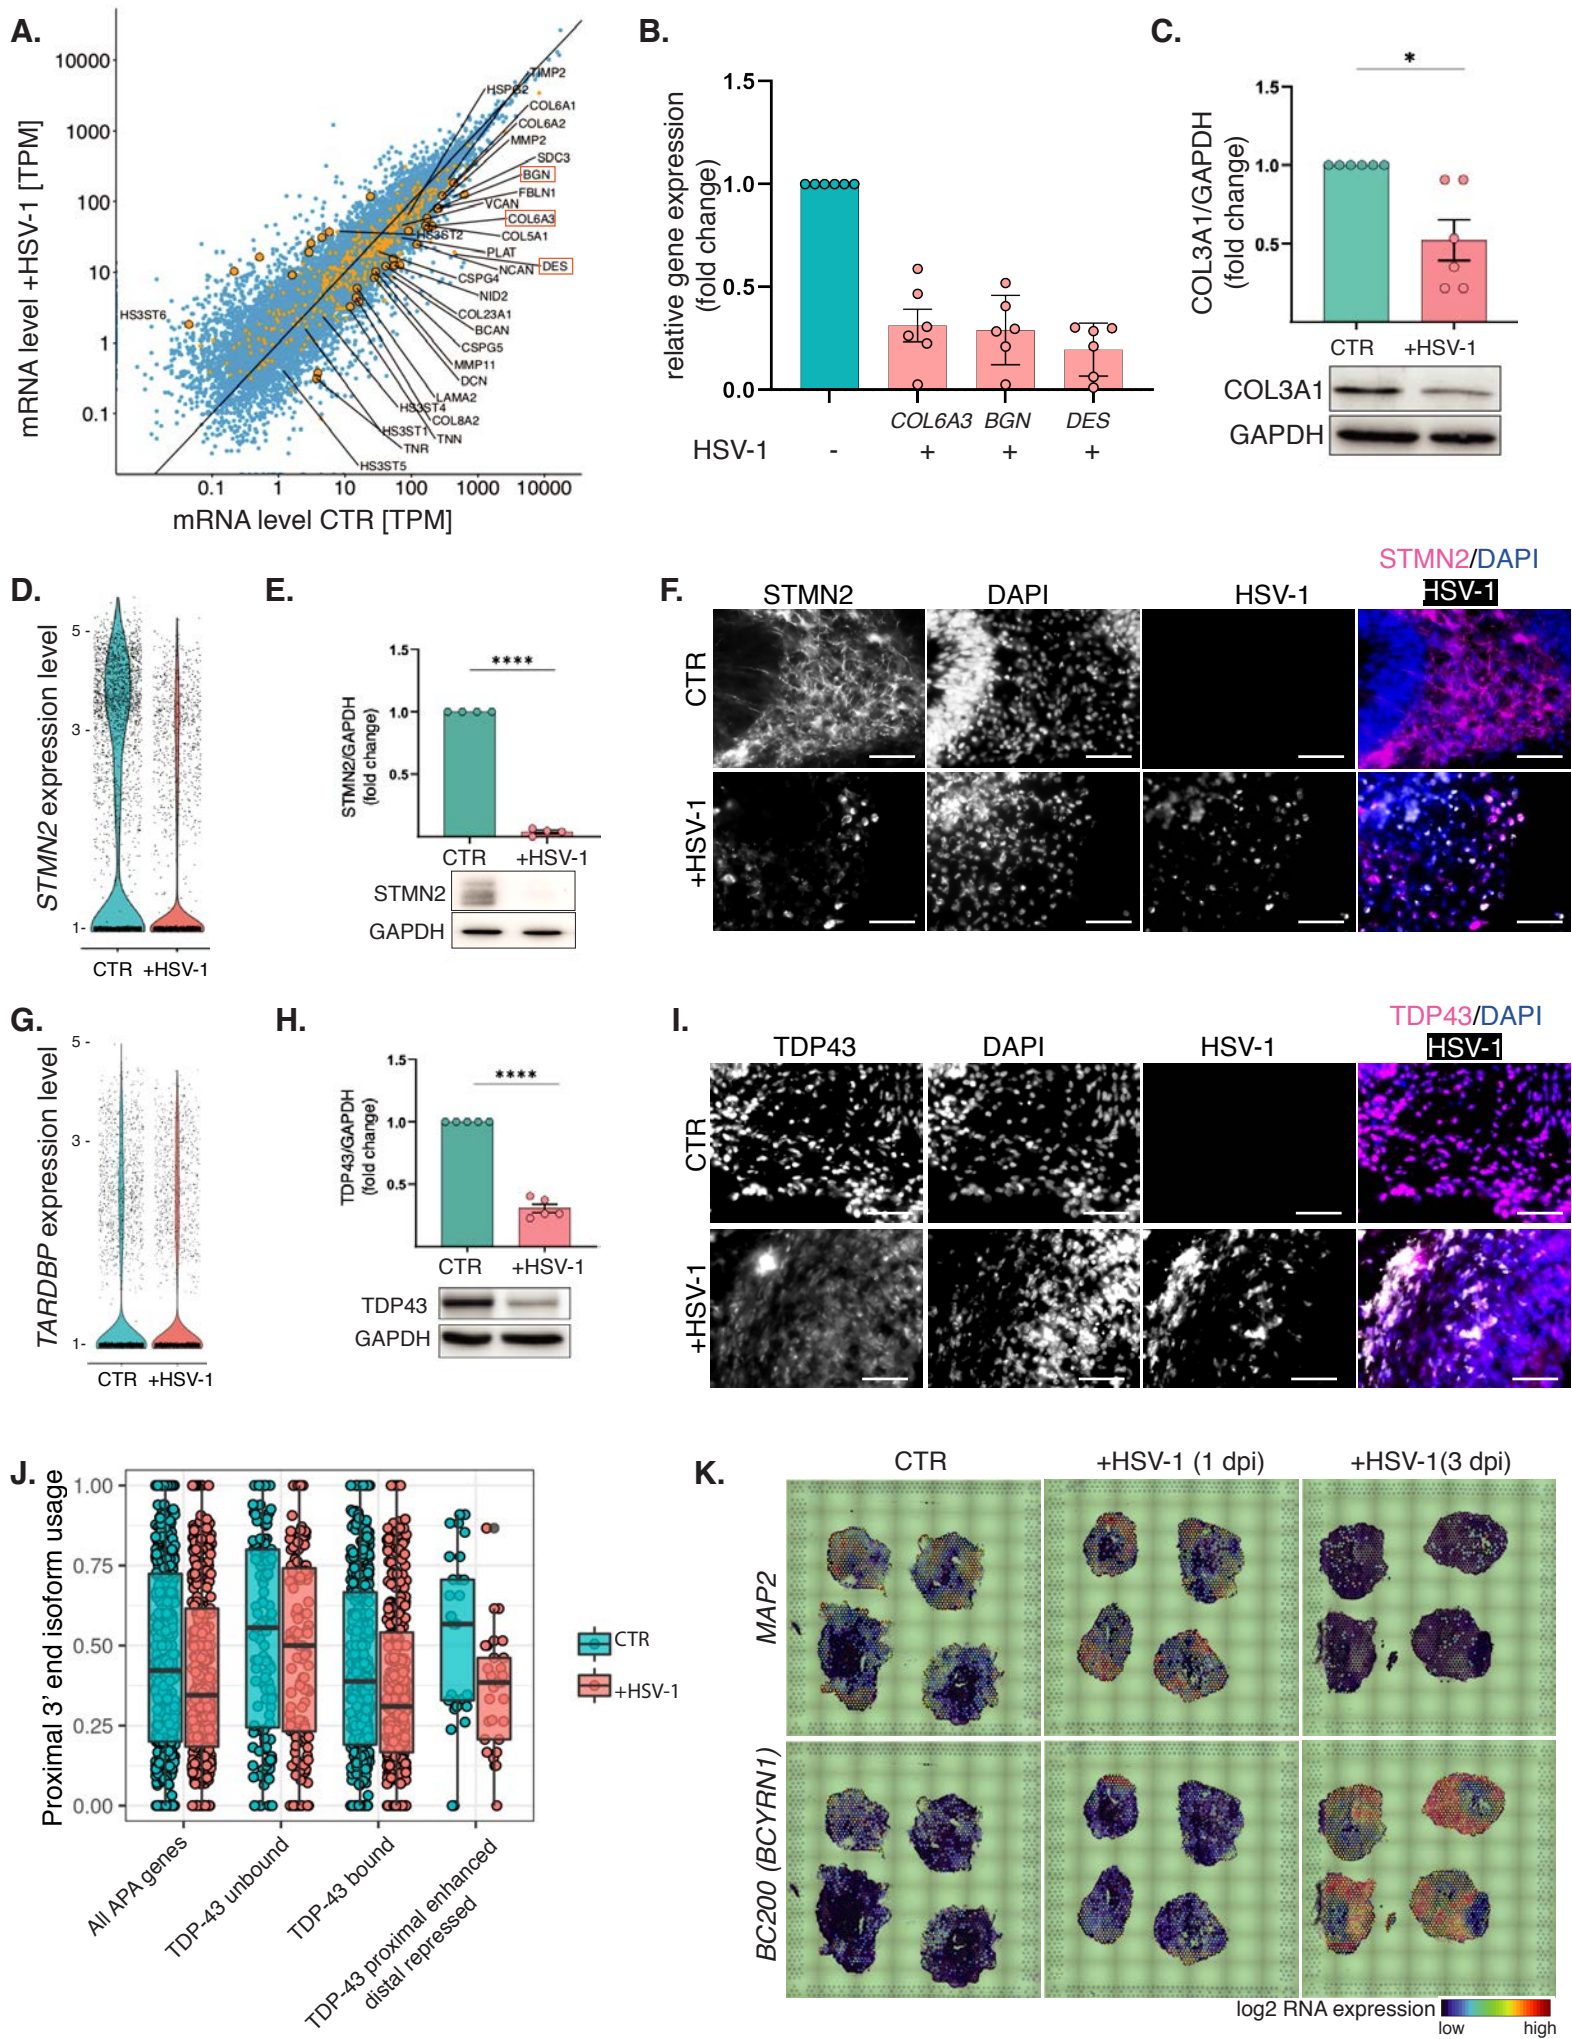 A.
mRNA level +HSV-1 [TPM]
10000
1000
100
10
1
0.1
0.1 1 10 100 1000 10000
mRNA level CTR [TPM]
TIMP2
HSPG2
COL6A1
COL6A2
MMP2
SDC3
BGN
FBLN1
VCAN
COL6A3
HS3ST2
COL5A1
PLAT
DES
NCAN
CSPG4
NID2
COL23A1
BCAN
CSPG5
MMP11
DCN
LAMA2
HS3ST4
COL8A2
HS3ST1
TNN
TNR
HS3ST5
HS3ST6
B.
relative gene expression
(fold change)
1.5
1.0
0.5
0.0
COL6A3 BGN DES
HSV-1 - + + +
C.
COL3A1/GAPDH
(fold change)
*
1.5
1.0
0.5
CTR +HSV-1
COL3A1
GAPDH
D.
STMN2 expression level
5 -
3 -
1-
CTR +HSV-1
E.
STMN2/GAPDH
(fold change)
****
1.5
1.0
0.5
CTR +HSV-1
STMN2
GAPDH
F.
STMN2 DAPI HSV-1
STMN2/DAPI
HSV-1
CTR
+HSV-1
G.
TARDBP expression level
5 -
3 -
1-
CTR +HSV-1
H.
TDP43/GAPDH
(fold change)
****
1.5
1.0
0.5
CTR +HSV-1
TDP43
GAPDH
I.
TDP43 DAPI HSV-1
TDP43/DAPI
HSV-1
CTR
+HSV-1
J.
Proximal 3' end isoform usage
1.00
0.75
0.50
0.25
0.00
All APA genes
TDP-43 unbound
TDP-43 bound
TDP-43 proximal enhanced
distal repressed
CTR
+HSV-1
K.
CTR +HSV-1 (1 dpi) +HSV-1(3 dpi)
MAP2
BC200 (BCYRN1)
log2 RNA expression
low high